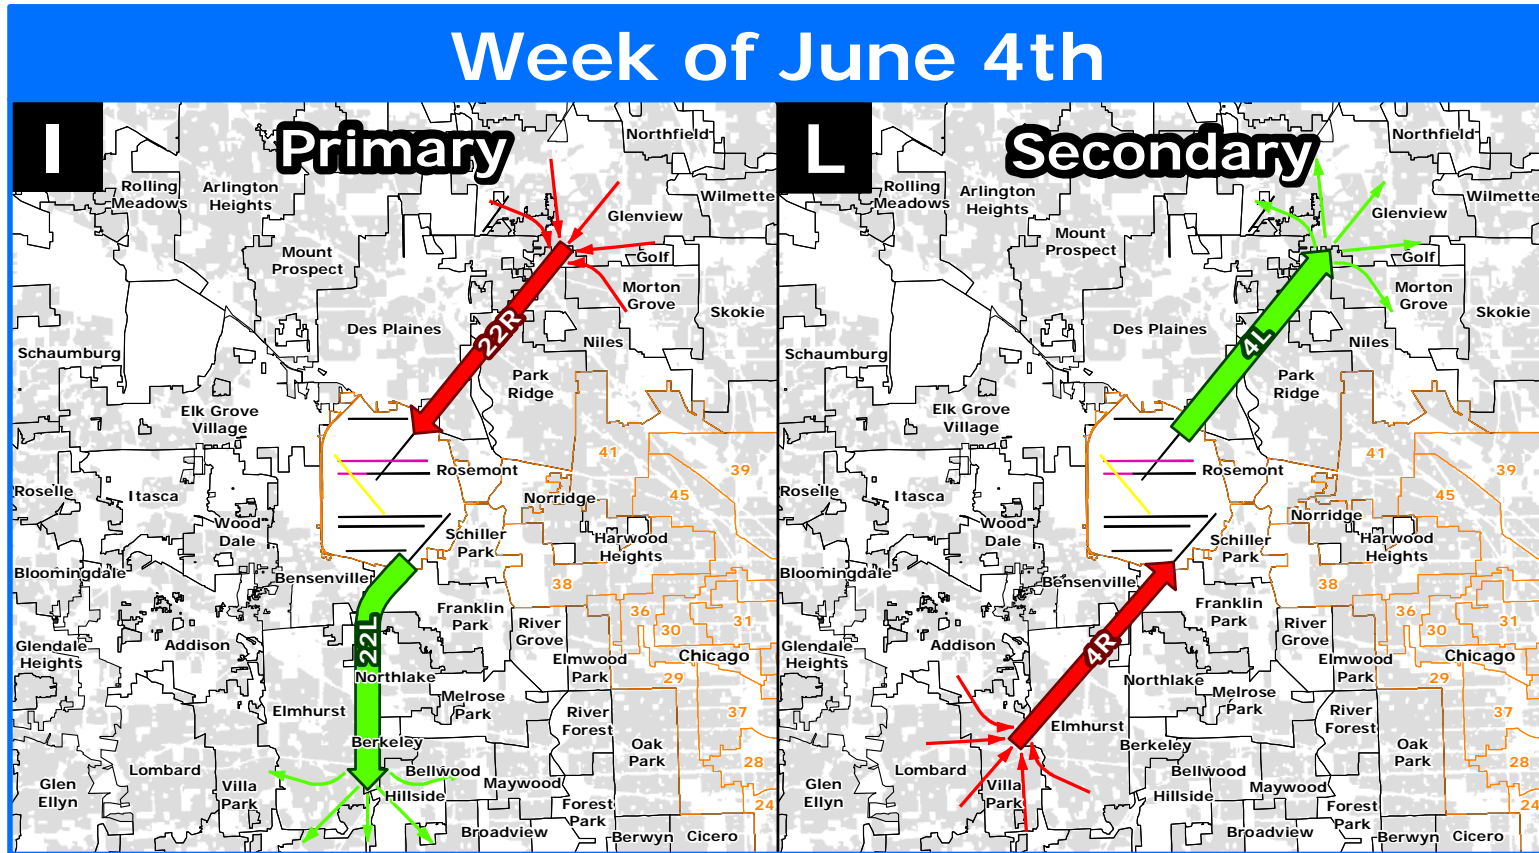 Week of June 4th
I
Primary
Northfield
Rolling
Meadows
Arlington
Heights
Wilmette
Glenview
Mount
Prospect
Golf
Morton
Grove
Skokie
Des Plaines
22R
Niles
Schaumburg
Park
Ridge
Elk Grove
Village
41
39
Rosemont
Roselle
Itasca
Norridge
45
Wood
Dale
Schiller
Park
Harwood
Heights
Bloomingdale
Bensenville
38
Franklin
Park
36
31
River
Grove
30
22L
Addison
Glendale
Heights
Elmwood
Park
Chicago
29
Northlake
Melrose
Park
Elmhurst
River
Forest
37
Berkeley
Oak
Park
28
Lombard
Bellwood
Glen
Ellyn
Villa
Park
Hillside
Maywood
Forest
Park
24
Broadview
Berwyn
Cicero
L
Secondary
Northfield
Rolling
Meadows
Arlington
Heights
Wilmette
Glenview
Mount
Prospect
Golf
Morton
Grove
Skokie
Des Plaines
4L
Niles
Schaumburg
Park
Ridge
Elk Grove
Village
41
39
Rosemont
Roselle
Itasca
45
Norridge
Wood
Dale
Schiller
Park
Harwood
Heights
Bloomingdale
Bensenville
38
Franklin
Park
36
31
River
Grove
30
4R
Addison
Glendale
Heights
Elmwood
Park
Chicago
29
Northlake
Melrose
Park
Elmhurst
River
Forest
37
Berkeley
Oak
Park
28
Lombard
Bellwood
Glen
Ellyn
Villa
Park
Hillside
Maywood
Forest
Park
24
Broadview
Berwyn
Cicero